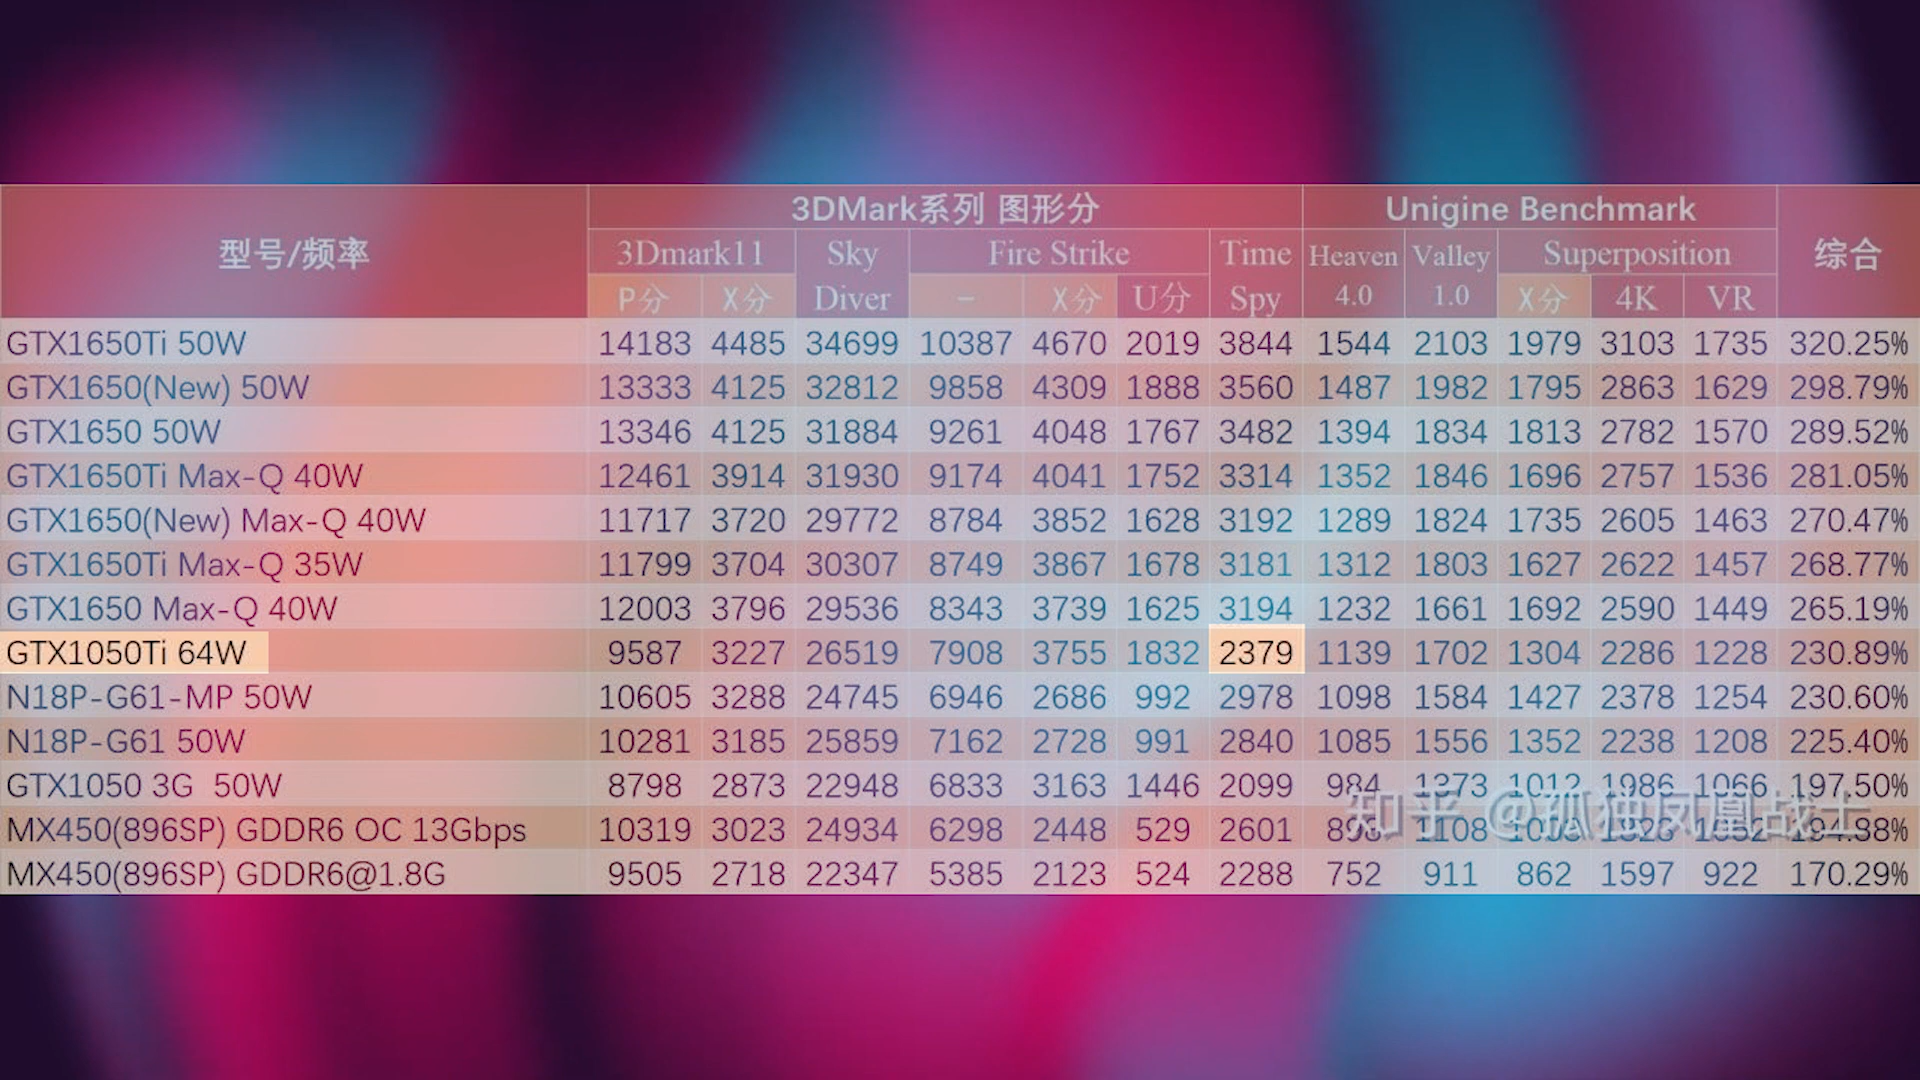 3DMark系列 图形分 Unigine Benchmark
型号/频率 3Dmark11 Sky Fire Strike Time Heaven Valley Superposition 综合
P分 X分 Diver - X分 U分 Spy 4.0 1.0 X分 4K VR
GTX1650Ti 50W 14183 4485 34699 10387 4670 2019 3844 1544 2103 1979 3103 1735 320.25%
GTX1650(New) 50W 13333 4125 32812 9858 4309 1888 3560 1487 1982 1795 2863 1629 298.79%
GTX1650 50W 13346 4125 31884 9261 4048 1767 3482 1394 1834 1813 2782 1570 289.52%
GTX1650Ti Max-Q 40W 12461 3914 31930 9174 4041 1752 3314 1352 1846 1696 2757 1536 281.05%
GTX1650(New) Max-Q 40W 11717 3720 29772 8784 3852 1628 3192 1289 1824 1735 2605 1463 270.47%
GTX1650Ti Max-Q 35W 11799 3704 30307 8749 3867 1678 3181 1312 1803 1627 2622 1457 268.77%
GTX1650 Max-Q 40W 12003 3796 29536 8343 3739 1625 3194 1232 1661 1692 2590 1449 265.19%
GTX1050Ti 64W 9587 3227 26519 7908 3755 1832 2379 1139 1702 1304 2286 1228 230.89%
N18P-G61-MP 50W 10605 3288 24745 6946 2686 992 2978 1098 1584 1427 2378 1254 230.60%
N18P-G61 50W 10281 3185 25859 7162 2728 991 2840 1085 1556 1352 2238 1208 225.40%
GTX1050 3G 50W 8798 2873 22948 6833 3163 1446 2099 984 1373 1012 1986 1066 197.50%
知乎 @孤独凤凰战士
MX450(896SP) GDDR6 OC 13Gbps 10319 3023 24934 6298 2448 529 2601 1108
MX450(896SP) GDDR6@1.8G 9505 2718 22347 5385 2123 524 2288 752 911 862 1597 922 170.29%